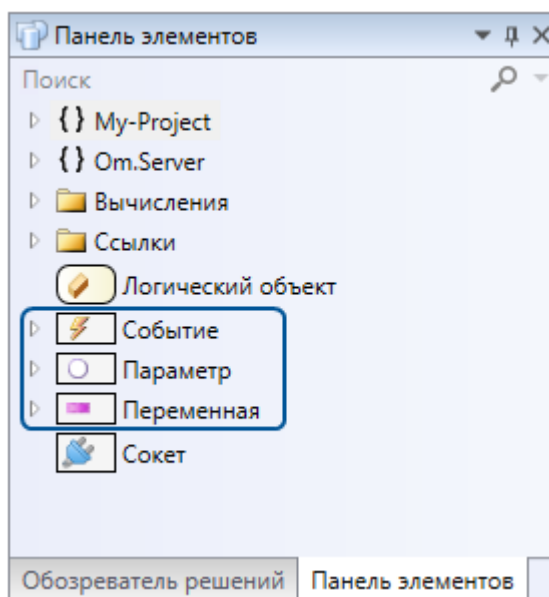 Панель элементов
Поиск
{} My-Project
{} Om.Server
Вычисления
Ссылки
Логический объект
Событие
Параметр
Переменная
Сокет
Обозреватель решений Панель элементов